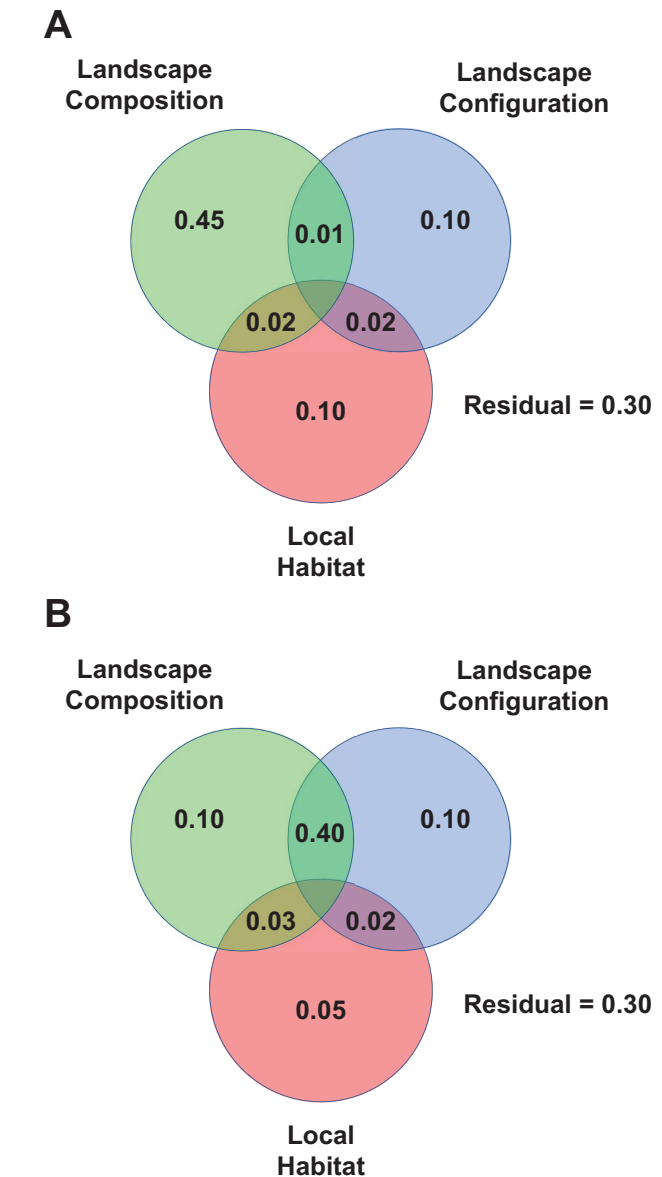 A
Landscape
Composition
Landscape
Configuration
0.45
0.01
0.10
0.02
0.02
0.10
Residual = 0.30
Local
Habitat
B
Landscape
Composition
Landscape
Configuration
0.10
0.40
0.10
0.03
0.02
0.05
Residual = 0.30
Local
Habitat